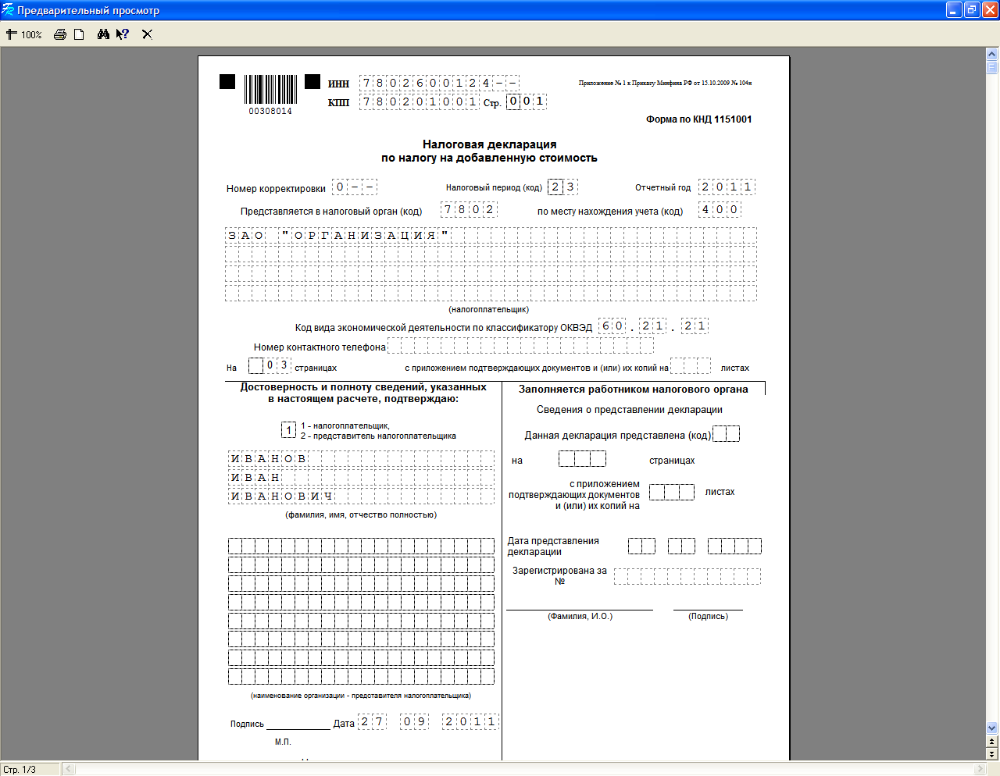 Предварительный просмотр
100%
ИНН 7802600124--
Приложение № 1 к Приказу Минфина РФ от 15.10.2009 № 104н
КПП 780201001 Стр. 001
00308014
Форма по КНД 1151001
Налоговая декларация
по налогу на добавленную стоимость
Номер корректировки 0-- Налоговый период (код) 23 Отчетный год 2011
Представляется в налоговый орган (код) 7802 по месту нахождения учета (код) 400
ЗАО "ОРГАНИЗАЦИЯ"
(налогоплательщик)
Код вида экономической деятельности по классификатору ОКВЭД 60.21.21
Номер контактного телефона
На 03 страницах с приложением подтверждающих документов и (или) их копий на листах
Достоверность и полноту сведений, указанных
в настоящем расчете, подтверждаю:
1 1 - налогоплательщик,
2 - представитель налогоплательщика
ИВАНОВ
ИВАН
ИВАНОВИЧ
(фамилия, имя, отчество полностью)
(наименование организации - представителя налогоплательщика)
Подпись Дата 27 09 2011
М.П.
Заполняется работником налогового органа
Сведения о представлении декларации
Данная декларация представлена (код)
на страницах
с приложением
подтверждающих документов
и (или) их копий на листах
Дата представления
декларации
Зарегистрирована за
№
(Фамилия, И.О.) (Подпись)
Стр. 1/3